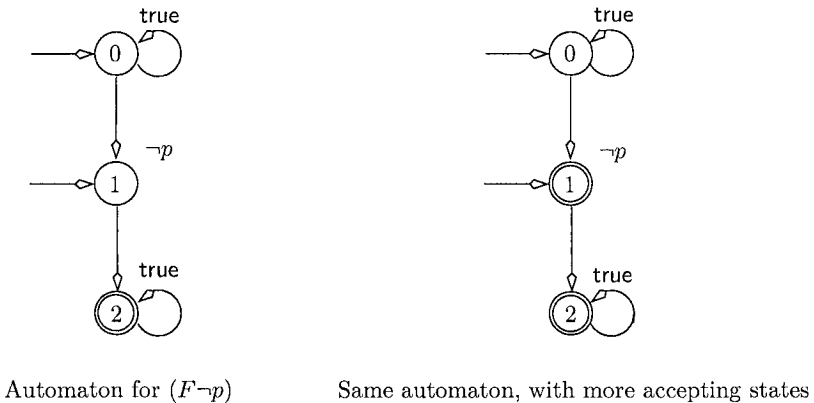 true true
0 0
¬p ¬p
1 1
true true
2 2
Automaton for (F¬p) Same automaton, with more accepting states